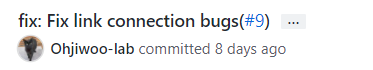 fix: Fix link connection bugs(#9) ...
Ohjiwoo-lab committed 8 days ago